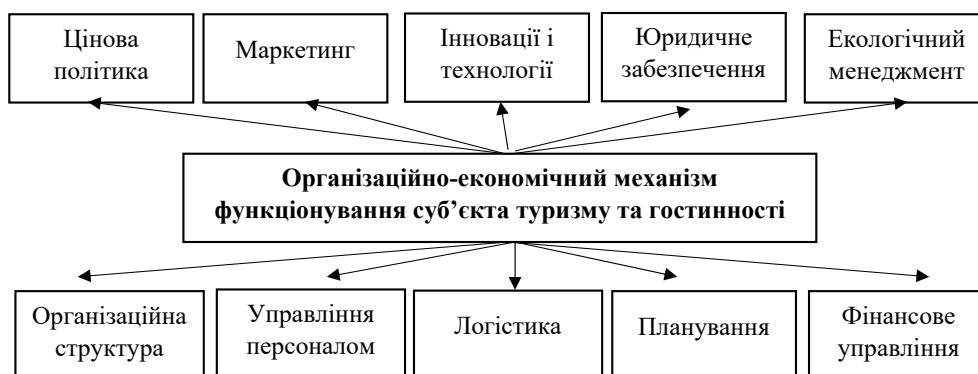 Цінова
політика
Маркетинг
Інновації і
технології
Юридичне
забезпечення
Екологічний
менеджмент
Організаційно-економічний механізм
функціонування суб’єкта туризму та гостинності
Організаційна
структура
Управління
персоналом
Логістика
Планування
Фінансове
управління